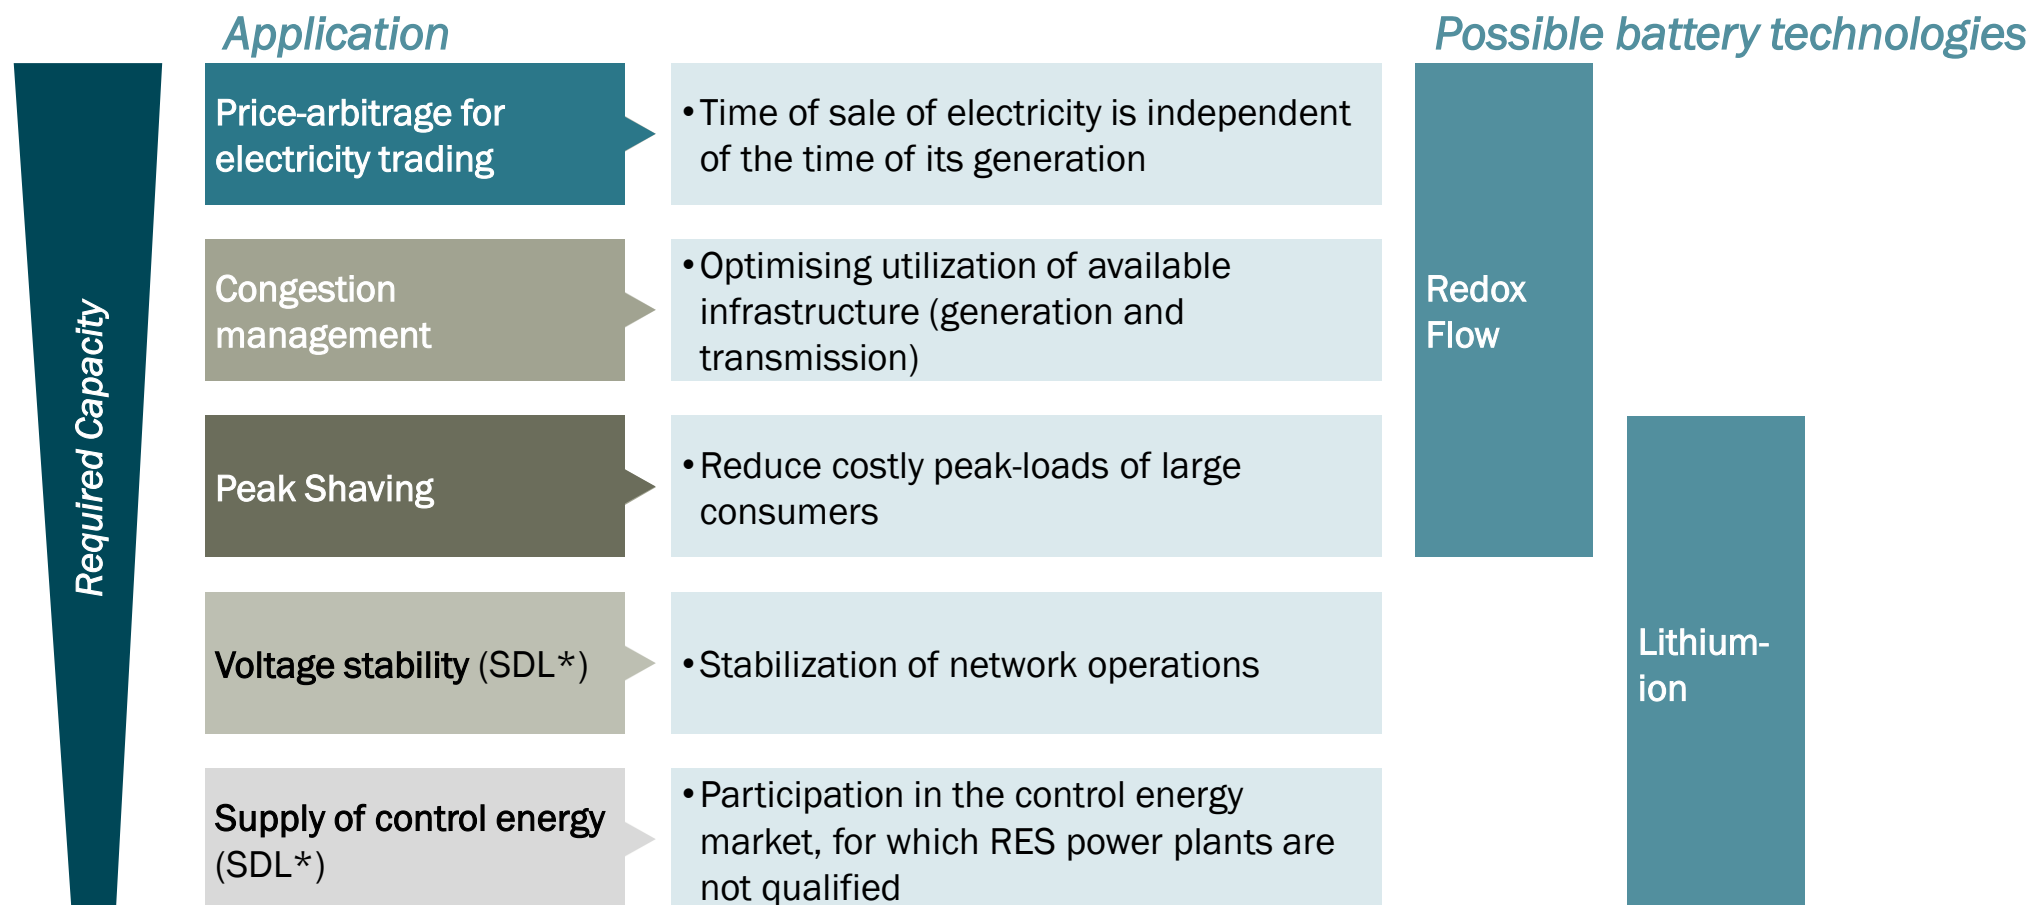 Application
Possible battery technologies
Required Capacity
Price-arbitrage for
electricity trading
•Time of sale of electricity is independent
of the time of its generation
Congestion
management
•Optimising utilization of available
infrastructure (generation and
transmission)
Peak Shaving
•Reduce costly peak-loads of large
consumers
Voltage stability (SDL*)
•Stabilization of network operations
Supply of control energy
(SDL*)
•Participation in the control energy
market, for which RES power plants are
not qualified
Redox
Flow
Lithium-
ion